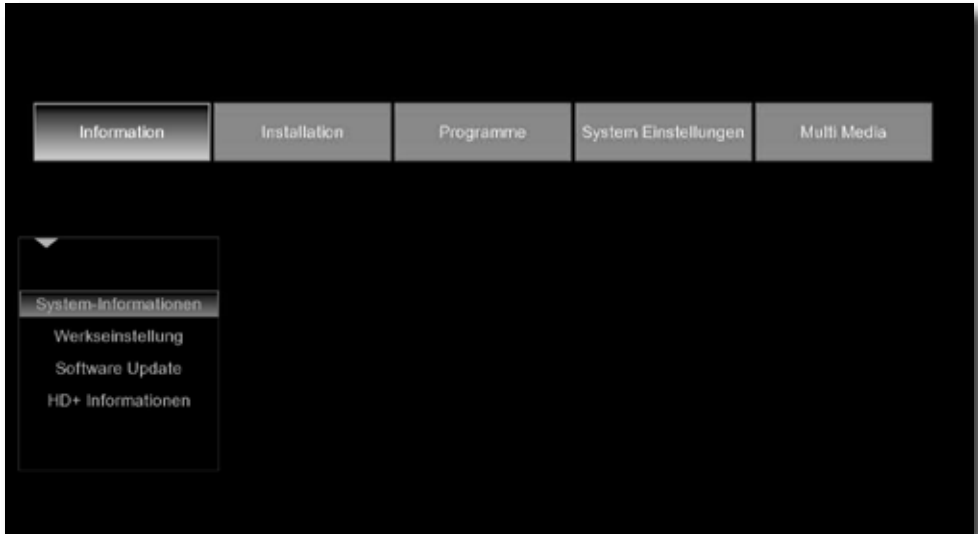 Information
Installation
Programme
System Einstellungen
Multi Media
System-Informationen
Werkseinstellung
Software Update
HD+ Informationen